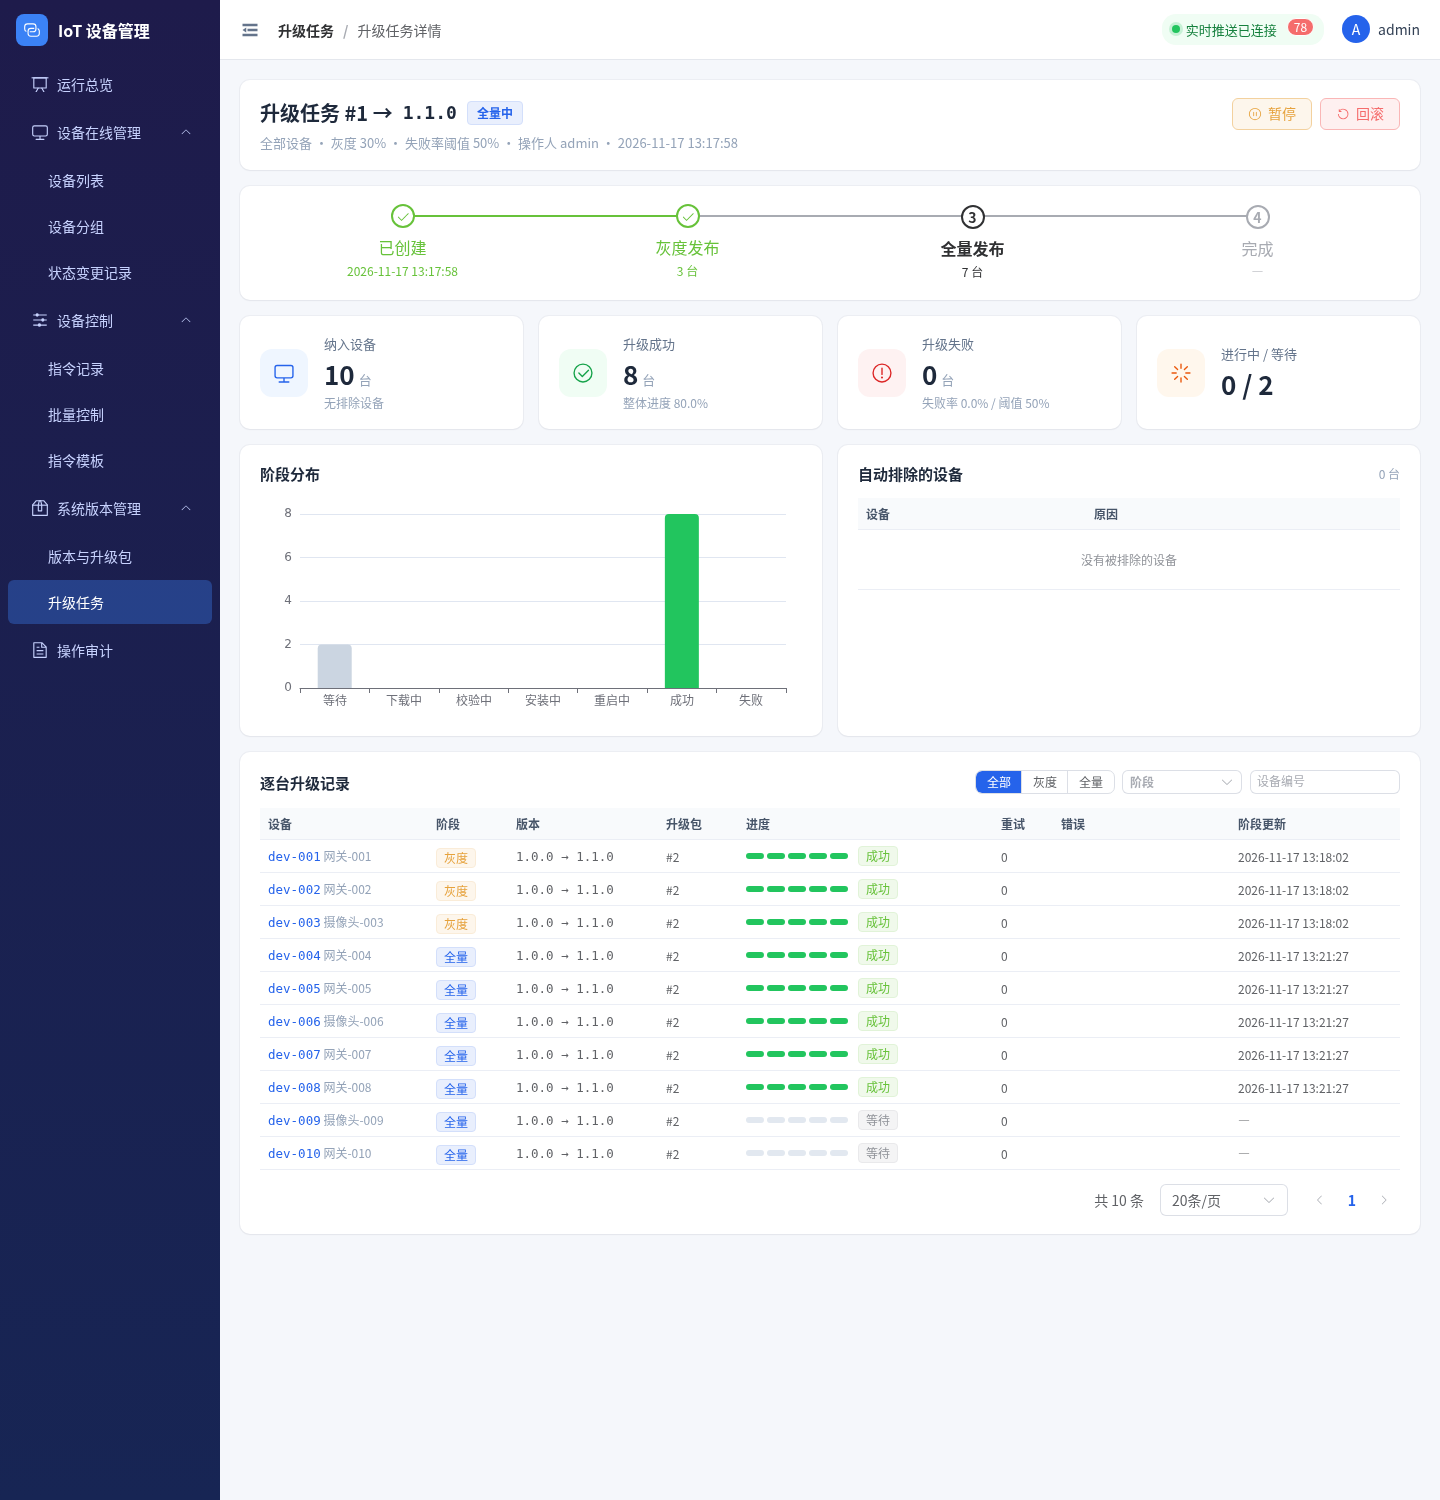 IoT 设备管理
运行总览
设备在线管理
设备列表
设备分组
状态变更记录
设备控制
指令记录
批量控制
指令模板
系统版本管理
版本与升级包
升级任务
操作审计
升级任务 / 升级任务详情
实时推送已连接 78
A admin
升级任务 #1 → 1.1.0 全量中
暂停 回滚
全部设备 · 灰度 30% · 失败率阈值 50% · 操作人 admin · 2026-11-17 13:17:58
3 4
已创建 灰度发布 全量发布 完成
2026-11-17 13:17:58 3 台 7 台 —
纳入设备
10 台
无排除设备
升级成功
8 台
整体进度 80.0%
升级失败
0 台
失败率 0.0% / 阈值 50%
进行中 / 等待
0 / 2
阶段分布
8
6
4
2
0
等待 下载中 校验中 安装中 重启中 成功 失败
自动排除的设备 0 台
设备 原因
没有被排除的设备
逐台升级记录
全部 灰度 全量 阶段 设备编号
设备 阶段 版本 升级包 进度 重试 错误 阶段更新
dev-001 网关-001 灰度 1.0.0 → 1.1.0 #2 成功 0 2026-11-17 13:18:02
dev-002 网关-002 灰度 1.0.0 → 1.1.0 #2 成功 0 2026-11-17 13:18:02
dev-003 摄像头-003 灰度 1.0.0 → 1.1.0 #2 成功 0 2026-11-17 13:18:02
dev-004 网关-004 全量 1.0.0 → 1.1.0 #2 成功 0 2026-11-17 13:21:27
dev-005 网关-005 全量 1.0.0 → 1.1.0 #2 成功 0 2026-11-17 13:21:27
dev-006 摄像头-006 全量 1.0.0 → 1.1.0 #2 成功 0 2026-11-17 13:21:27
dev-007 网关-007 全量 1.0.0 → 1.1.0 #2 成功 0 2026-11-17 13:21:27
dev-008 网关-008 全量 1.0.0 → 1.1.0 #2 成功 0 2026-11-17 13:21:27
dev-009 摄像头-009 全量 1.0.0 → 1.1.0 #2 等待 0 —
dev-010 网关-010 全量 1.0.0 → 1.1.0 #2 等待 0 —
共 10 条 20条/页 1